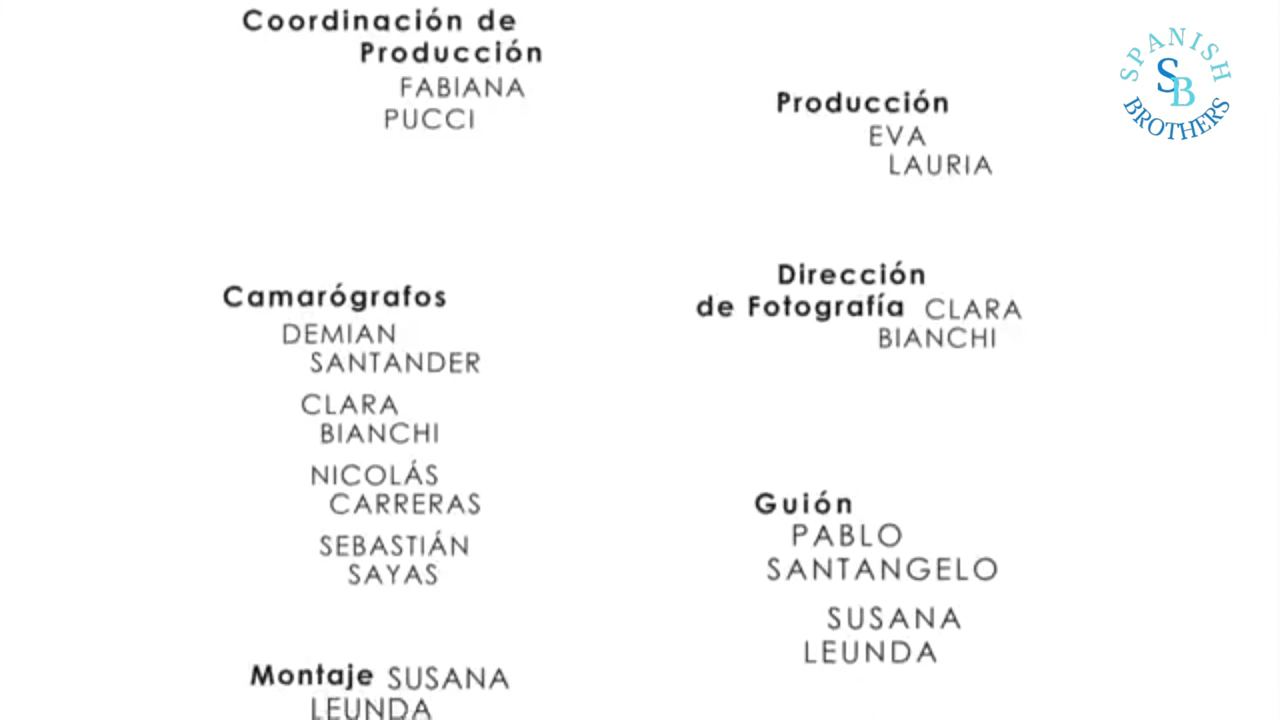 Coordinación de
Producción
FABIANA
PUCCI
Camarógrafos
DEMIAN
SANTANDER
CLARA
BIANCHI
NICOLÁS
CARRERAS
SEBASTIÁN
SAYAS
Montaje SUSANA
LEUNDA
Producción
EVA
LAURIA
Dirección
de Fotografía CLARA
BIANCHI
Guión
PABLO
SANTANGELO
SUSANA
LEUNDA
SPANISH
SB
BROTHERS